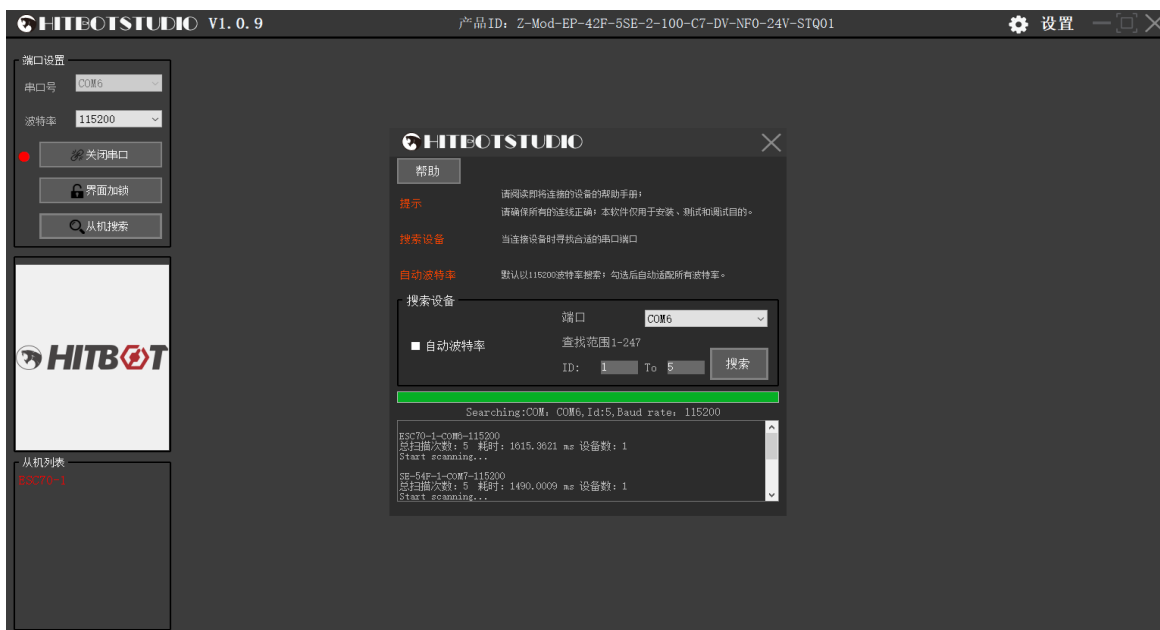 HITBOTSTUDIO V1.0.9
产品ID: Z-Mod-EP-42F-5SE-2-100-C7-DV-NF0-24V-STQ01
设置
端口设置
串口号 COM6
波特率 115200
关闭串口
界面加锁
从机搜索
HITBOT
从机列表
ESC70-1
HITBOTSTUDIO
帮助
提示
请阅读即将连接的设备的帮助手册；
请确保所有的连线正确；本软件仅用于安装、测试和调试目的。
搜索设备 当连接设备时寻找合适的串口端口
自动波特率 默认以115200波特率搜索；勾选后自动适配所有波特率。
搜索设备
端口 COM6
自动波特率
查找范围1-247
ID: 1 To 5
搜索
Searching:COM: COM6,Id:5,Baud rate: 115200
ESC70-1-COM6-115200
总扫描次数: 5 耗时: 1615.3621 ms 设备数: 1
Start scanning...
SE-54F-1-COM7-115200
总扫描次数: 5 耗时: 1490.0009 ms 设备数: 1
Start scanning...